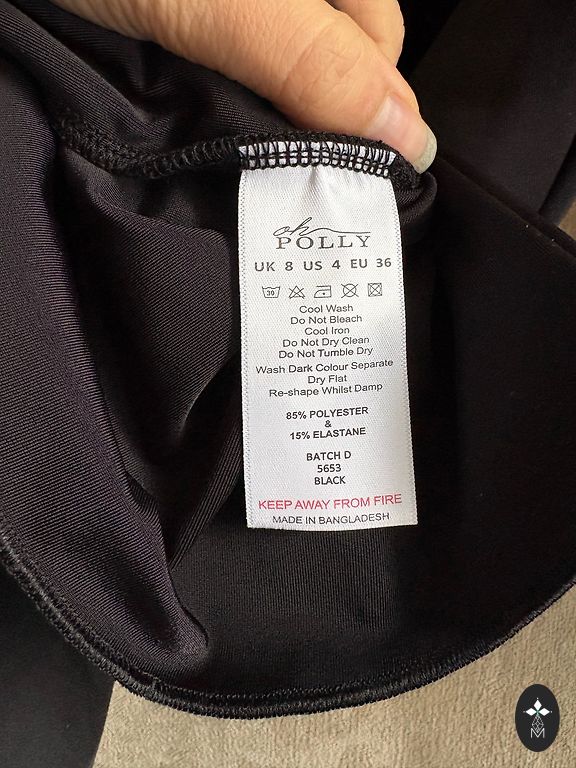 oh
POLLY
UK 8 US 4 EU 36
30
Cool Wash
Do Not Bleach
Cool Iron
Do Not Dry Clean
Do Not Tumble Dry
Wash Dark Colour Separate
Dry Flat
Re-shape Whilst Damp
85% POLYESTER
&
15% ELASTANE
BATCH D
5653
BLACK
KEEP AWAY FROM FIRE
MADE IN BANGLADESH
M